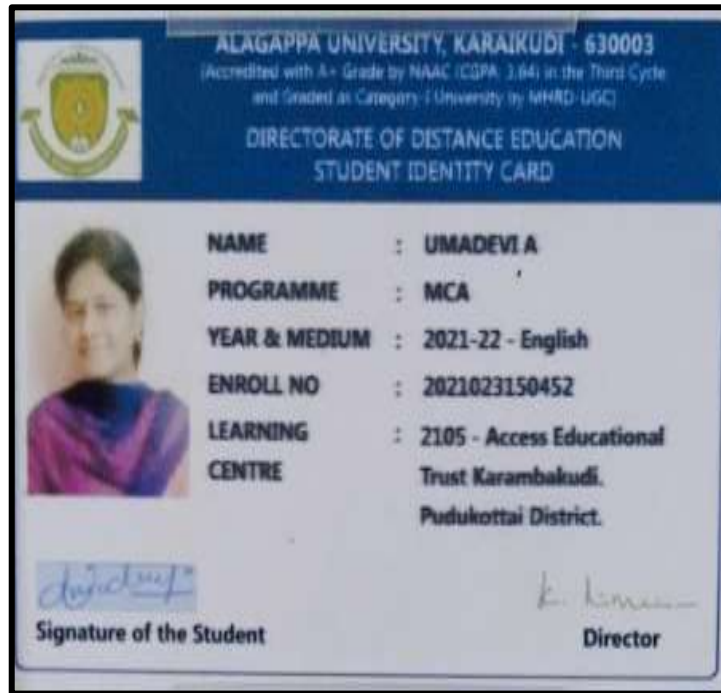 ALAGAPPA UNIVERSITY, KARAIKUDI - 630003
(Accredited with A+ Grade by NAAC (CGPA: 3.64) in the Third Cycle
and Graded as Category-I University by MHRD-UGC)
DIRECTORATE OF DISTANCE EDUCATION
STUDENT IDENTITY CARD
NAME : UMADEVI A
PROGRAMME : MCA
YEAR & MEDIUM : 2021-22 - English
ENROLL NO : 2021023150452
LEARNING : 2105 - Access Educational
CENTRE Trust Karambakudi.
Pudukottai District.
Signature of the Student
Director